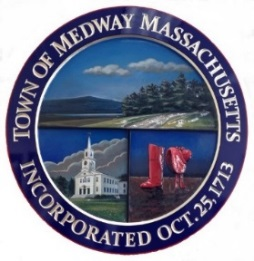 TOWN OF MEDWAY MASSACHUSETTS
INCORPORATED OCT. 25, 1713